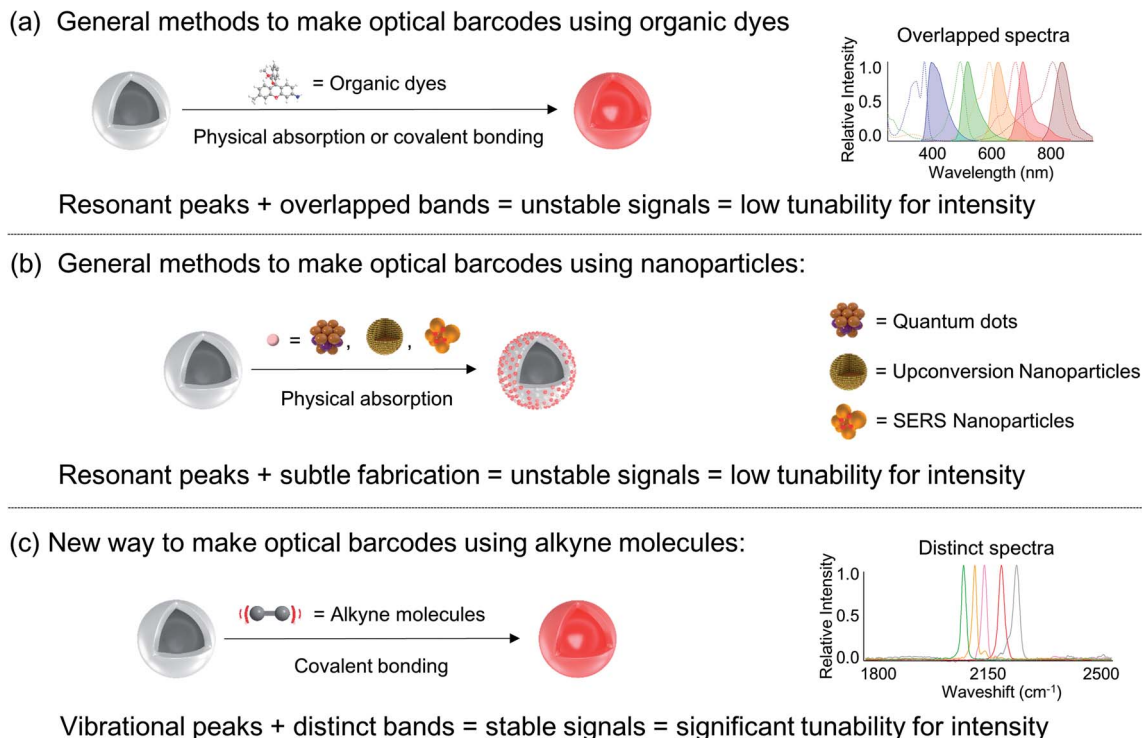 (a) General methods to make optical barcodes using organic dyes
= Organic dyes
Physical absorption or covalent bonding
Overlapped spectra
Relative Intensity
1.0
0.5
0.0
400 600 800
Wavelength (nm)
Resonant peaks + overlapped bands = unstable signals = low tunability for intensity
(b) General methods to make optical barcodes using nanoparticles:
= , ,
Physical absorption
= Quantum dots
= Upconversion Nanoparticles
= SERS Nanoparticles
Resonant peaks + subtle fabrication = unstable signals = low tunability for intensity
(c) New way to make optical barcodes using alkyne molecules:
= Alkyne molecules
Covalent bonding
Distinct spectra
Relative Intensity
1.0
0.5
0.0
1800 2150 2500
Waveshift (cm⁻¹)
Vibrational peaks + distinct bands = stable signals = significant tunability for intensity